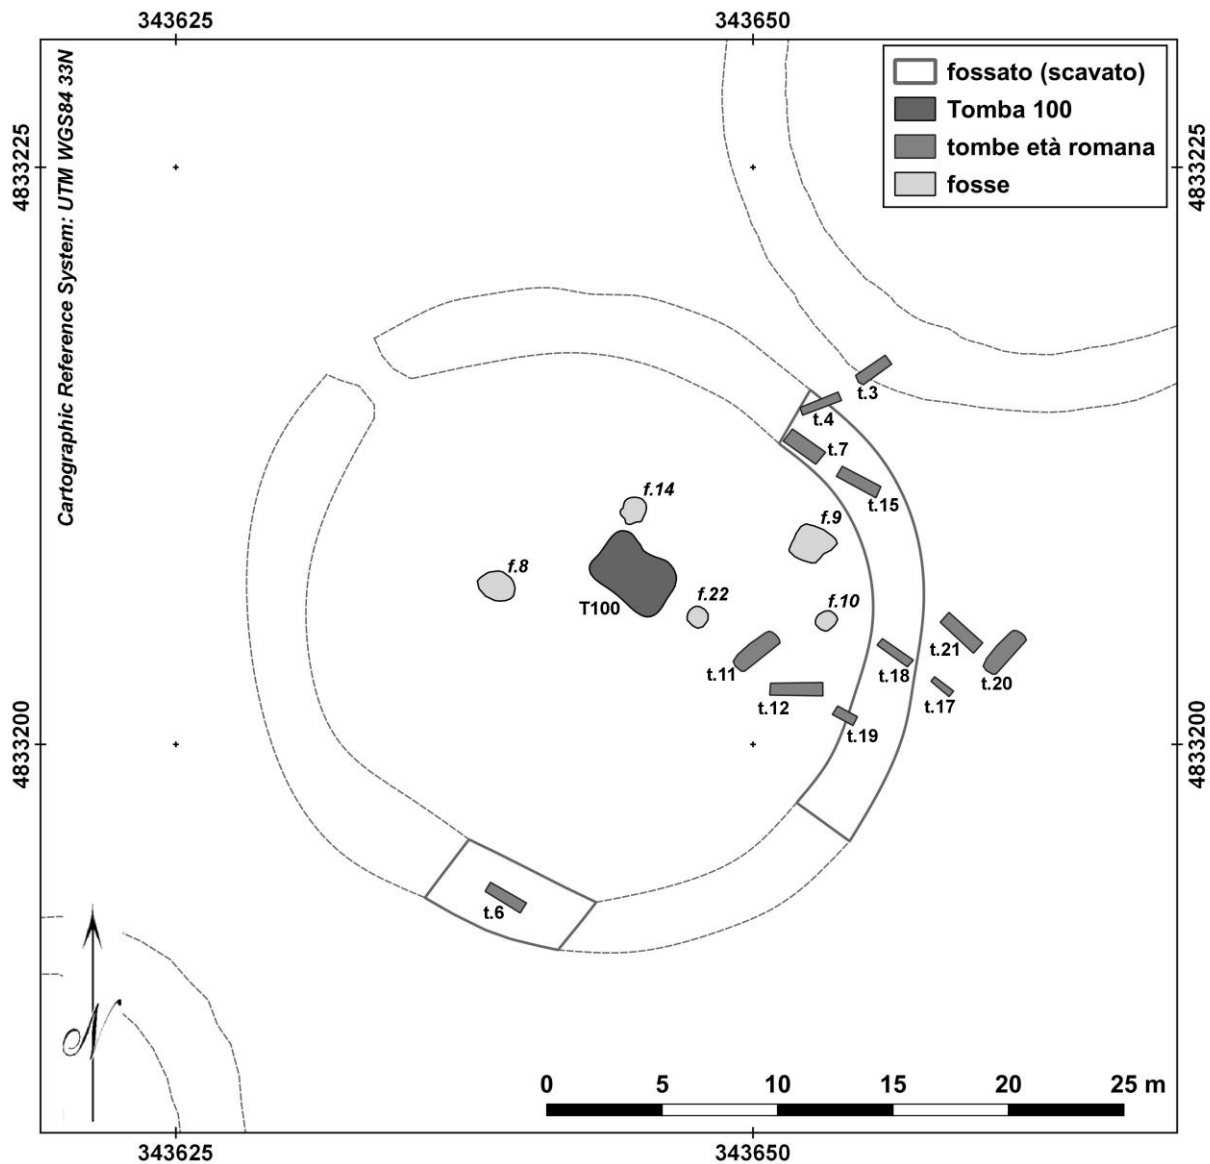 343625
343650
Cartographic Reference System: UTM WGS84 33N
4833225
4833225
fossato (scavato)
Tomba 100
tombe età romana
fosse
t.3
t.4
t.7
t.15
f.14
f.9
f.8
T100
f.22
f.10
t.11
t.21
t.18
t.20
t.12
t.17
t.19
4833200
4833200
t.6
N
0 5 10 15 20 25 m
343625
343650